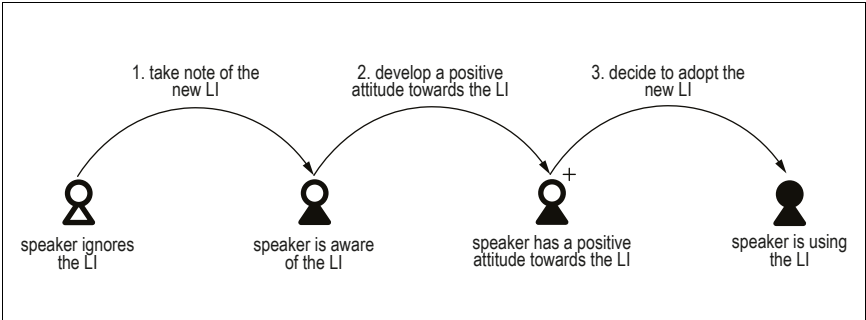 1. take note of the
new LI
2. develop a positive
attitude towards the LI
3. decide to adopt the
new LI
+
speaker ignores
the LI
speaker is aware
of the LI
speaker has a positive
attitude towards the LI
speaker is using
the LI